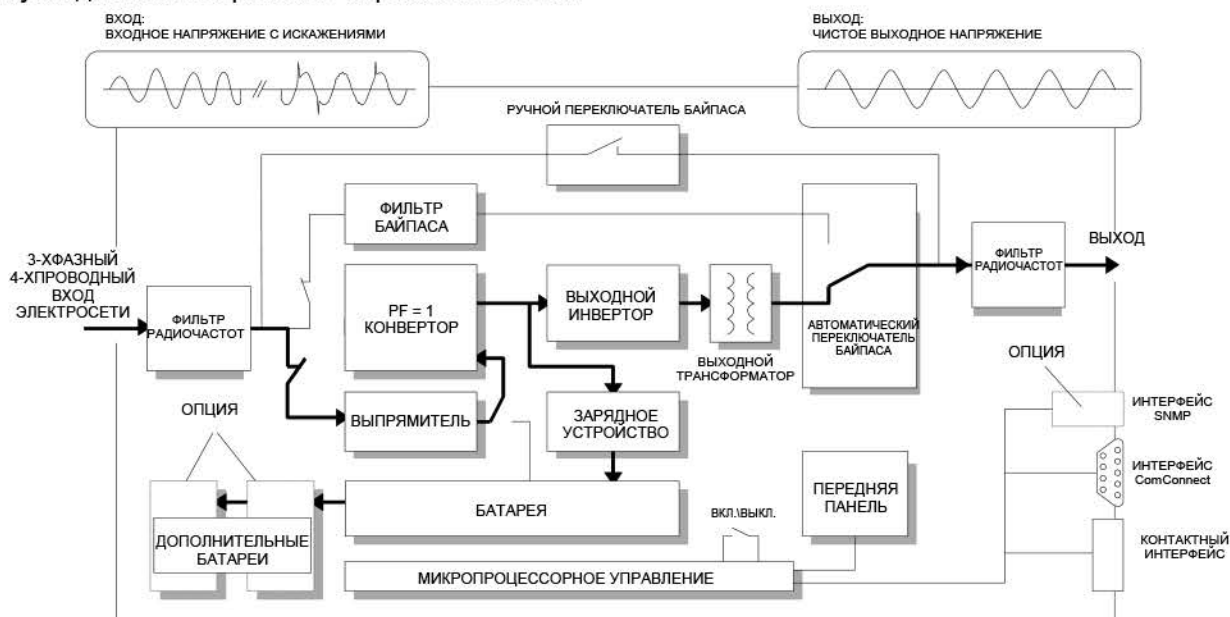 ВХОД:
ВХОДНОЕ НАПРЯЖЕНИЕ С ИСКАЖЕНИЯМИ
ВЫХОД:
ЧИСТОЕ ВЫХОДНОЕ НАПРЯЖЕНИЕ
РУЧНОЙ ПЕРЕКЛЮЧАТЕЛЬ БАЙПАСА
ФИЛЬТР
БАЙПАСА
3-ХФАЗНЫЙ
4-ХПРОВОДНЫЙ
ВХОД
ЭЛЕКТРОСЕТИ
ФИЛЬТР
РАДИОЧАСТОТ
PF = 1
КОНВЕРТОР
ВЫХОДНОЙ
ИНВЕРТОР
ВЫХОДНОЙ
ТРАНСФОРМАТОР
АВТОМАТИЧЕСКИЙ
ПЕРЕКЛЮЧАТЕЛЬ
БАЙПАСА
ФИЛЬТР
РАДИОЧАСТОТ
ВЫХОД
ОПЦИЯ
ВЫПРЯМИТЕЛЬ
ЗАРЯДНОЕ
УСТРОЙСТВО
ОПЦИЯ
ИНТЕРФЕЙС
SNMP
ИНТЕРФЕЙС
ComConnect
КОНТАКТНЫЙ
ИНТЕРФЕЙС
БАТАРЕЯ
ДОПОЛНИТЕЛЬНЫЕ
БАТАРЕИ
ВКЛ.\ВЫКЛ.
ПЕРЕДНЯЯ
ПАНЕЛЬ
МИКРОПРОЦЕССОРНОЕ УПРАВЛЕНИЕ